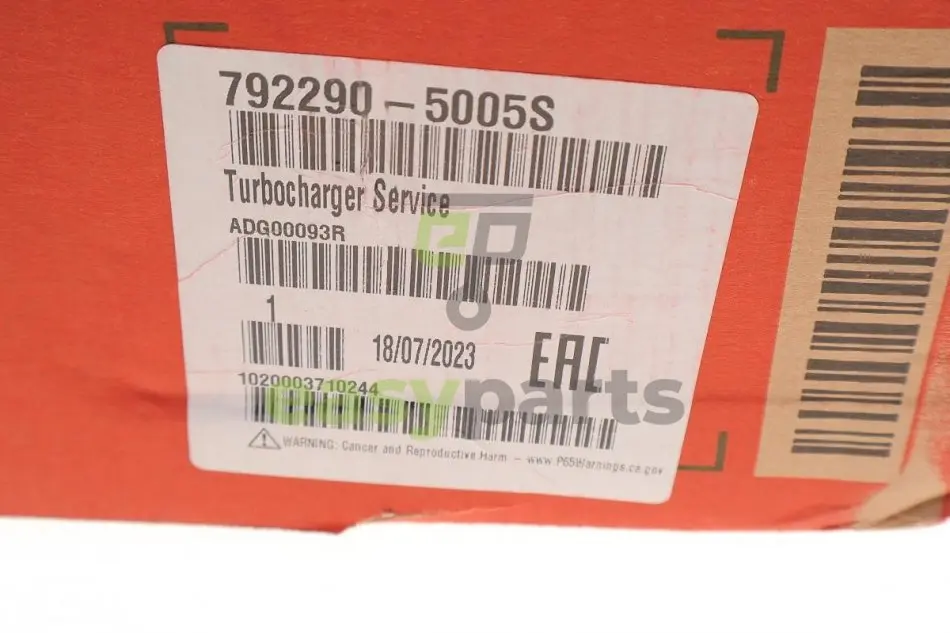 792290 – 5005S
Turbocharger Service
ADG00093R
1
18/07/2023
EAC
1020003710244
easyparts
WARNING: Cancer and Reproductive Harm – www.P65Warnings.ca.gov